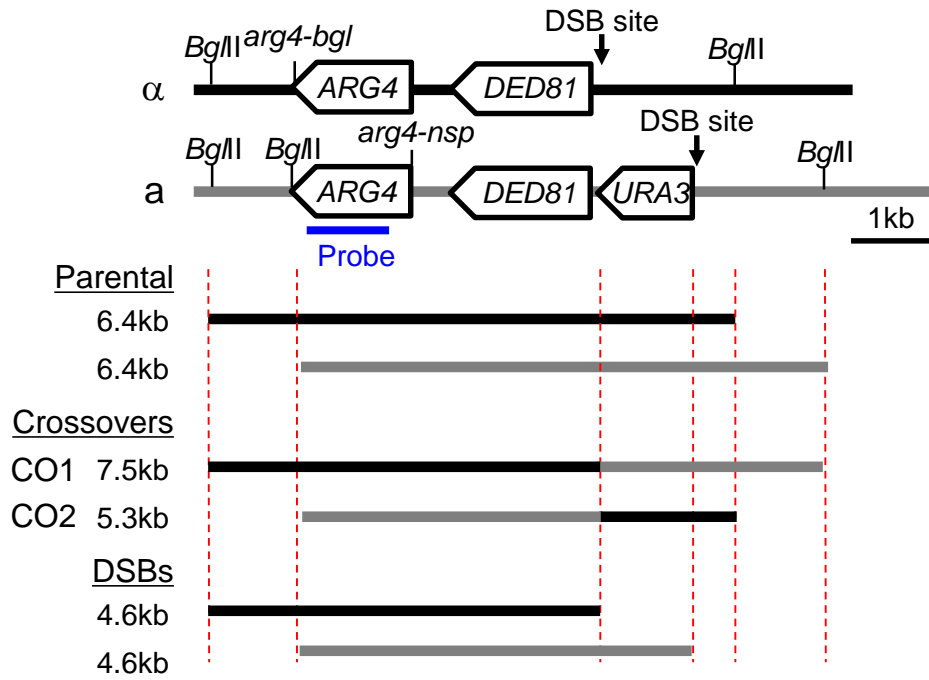 DSB site
BglII arg4-bgl BglII
α ARG4 DED81
arg4-nsp DSB site
BglII BglII BglII
a ARG4 DED81 URA3
1kb
Probe
Parental
6.4kb
6.4kb
Crossovers
CO1 7.5kb
CO2 5.3kb
DSBs
4.6kb
4.6kb